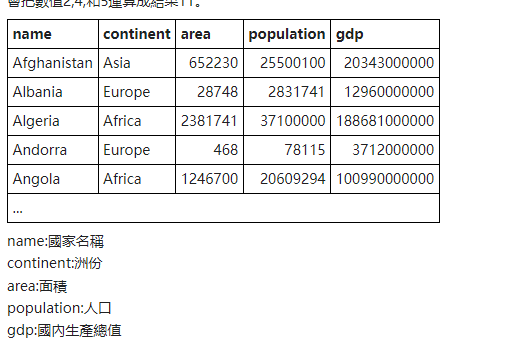 會把數值2,4,和5運算成結果11。
name continent area population gdp
Afghanistan Asia 652230 25500100 20343000000
Albania Europe 28748 2831741 12960000000
Algeria Africa 2381741 37100000 188681000000
Andorra Europe 468 78115 3712000000
Angola Africa 1246700 20609294 100990000000
...
name:國家名稱
continent:洲份
area:面積
population:人口
gdp:國內生產總值